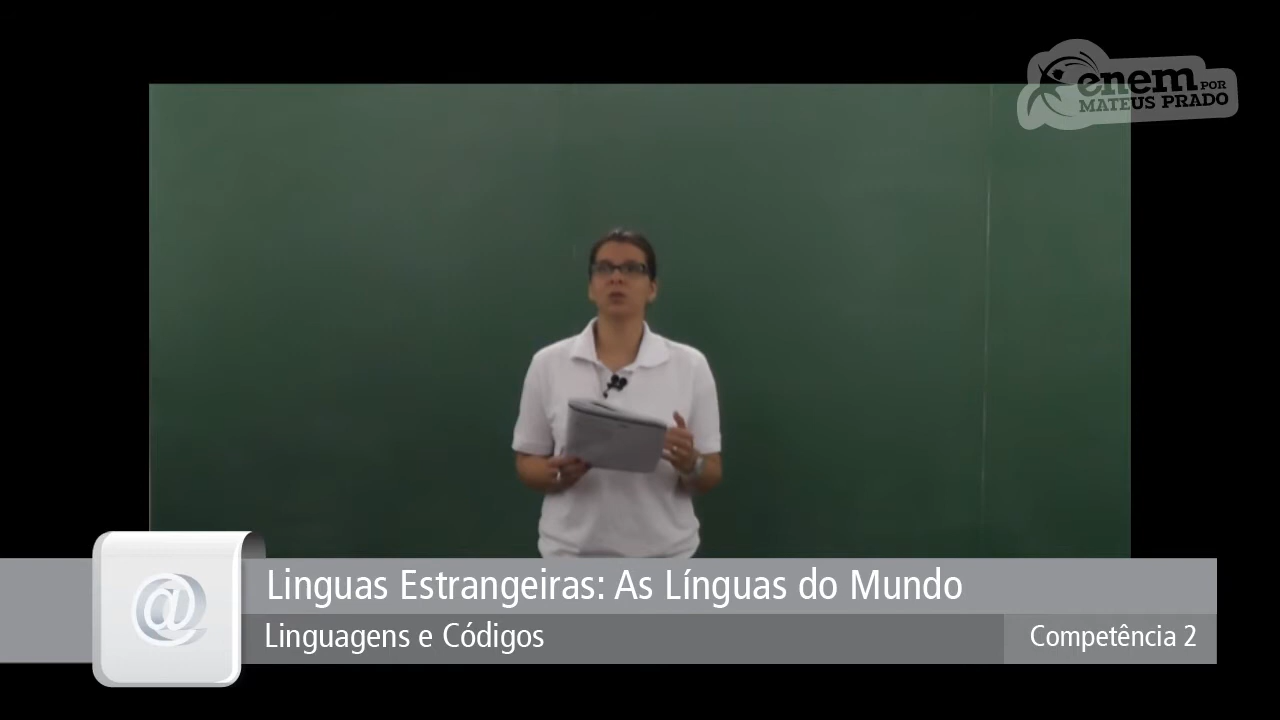 enem POR
MATEUS PRADO
@
Linguas Estrangeiras: As Línguas do Mundo
Linguagens e Códigos
Competência 2